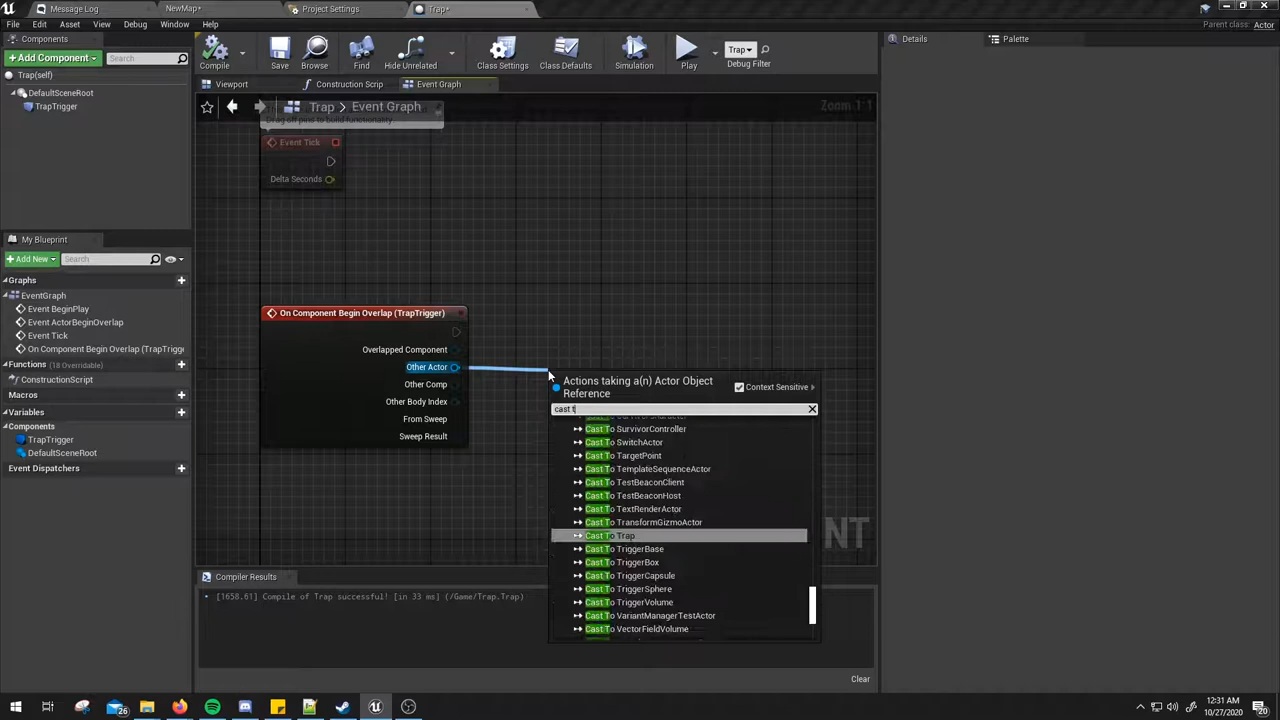 Message Log
NewMap*
Project Settings
Trap*
File Edit Asset View Debug Window Help
Parent class: Actor
Components
+Add Component
Search
Trap(self)
DefaultSceneRoot
TrapTrigger
Compile
Save
Browse
Find
Hide Unrelated
Class Settings
Class Defaults
Simulation
Play
Trap
Debug Filter
Details
Palette
Viewport
Construction Scrip
Event Graph
Trap > Event Graph
Zoom 1:1
Drag off pins to build functionality.
Event Tick
Delta Seconds
My Blueprint
+Add New
Search
Graphs
EventGraph
Event BeginPlay
Event ActorBeginOverlap
Event Tick
On Component Begin Overlap (TrapTrigge
Functions (18 Overridable)
ConstructionScript
Macros
Variables
Components
TrapTrigger
DefaultSceneRoot
Event Dispatchers
On Component Begin Overlap (TrapTrigger)
Overlapped Component
Other Actor
Other Comp
Other Body Index
From Sweep
Sweep Result
Actions taking a(n) Actor Object
Reference
Context Sensitive
cast t
Cast To SurvivorController
Cast To SwitchActor
Cast To TargetPoint
Cast To TemplateSequenceActor
Cast To TestBeaconClient
Cast To TestBeaconHost
Cast To TextRenderActor
Cast To TransformGizmoActor
Cast To Trap
Cast To TriggerBase
Cast To TriggerBox
Cast To TriggerCapsule
Cast To TriggerSphere
Cast To TriggerVolume
Cast To VariantManagerTestActor
Cast To VectorFieldVolume
Compiler Results
[1658.61] Compile of Trap successful! [in 33 ms] (/Game/Trap.Trap)
Clear
26
12:31 AM
10/27/2020
20